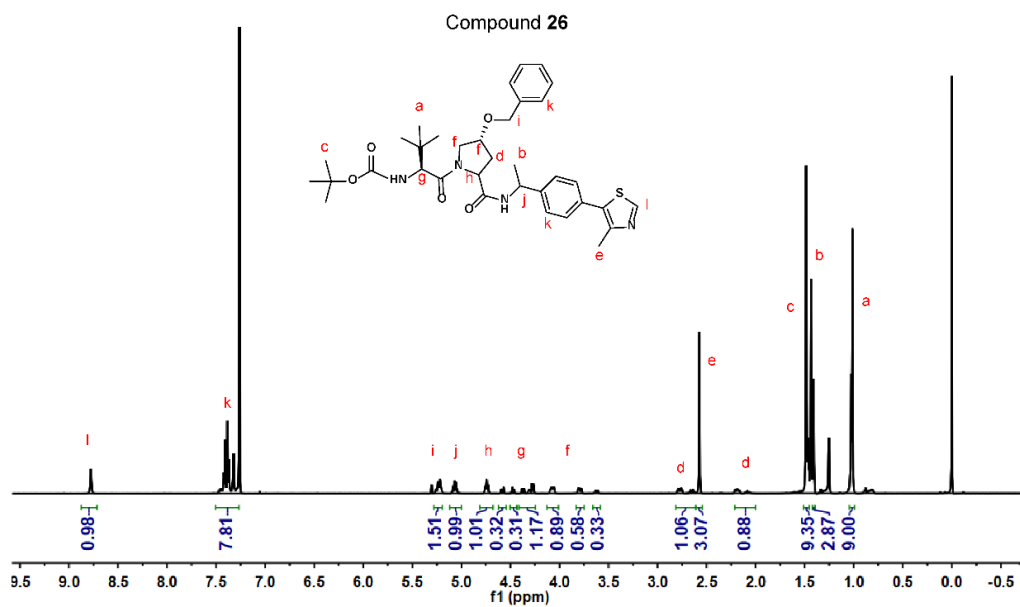 Compound 26
a
k
i
O
c
f
f
b
d
O
O
N
H
g
O
N
h
O
N
H
j
k
S
l
N
e
b
c
a
e
l
k
i
j
h
g
f
d
d
0.98
7.81
1.51
0.99
1.01
0.32
0.31
1.17
0.89
0.58
0.33
1.06
3.07
0.88
9.35
2.87
9.00
9.5 9.0 8.5 8.0 7.5 7.0 6.5 6.0 5.5 5.0 4.5 4.0 3.5 3.0 2.5 2.0 1.5 1.0 0.5 0.0 -0.5
f1 (ppm)